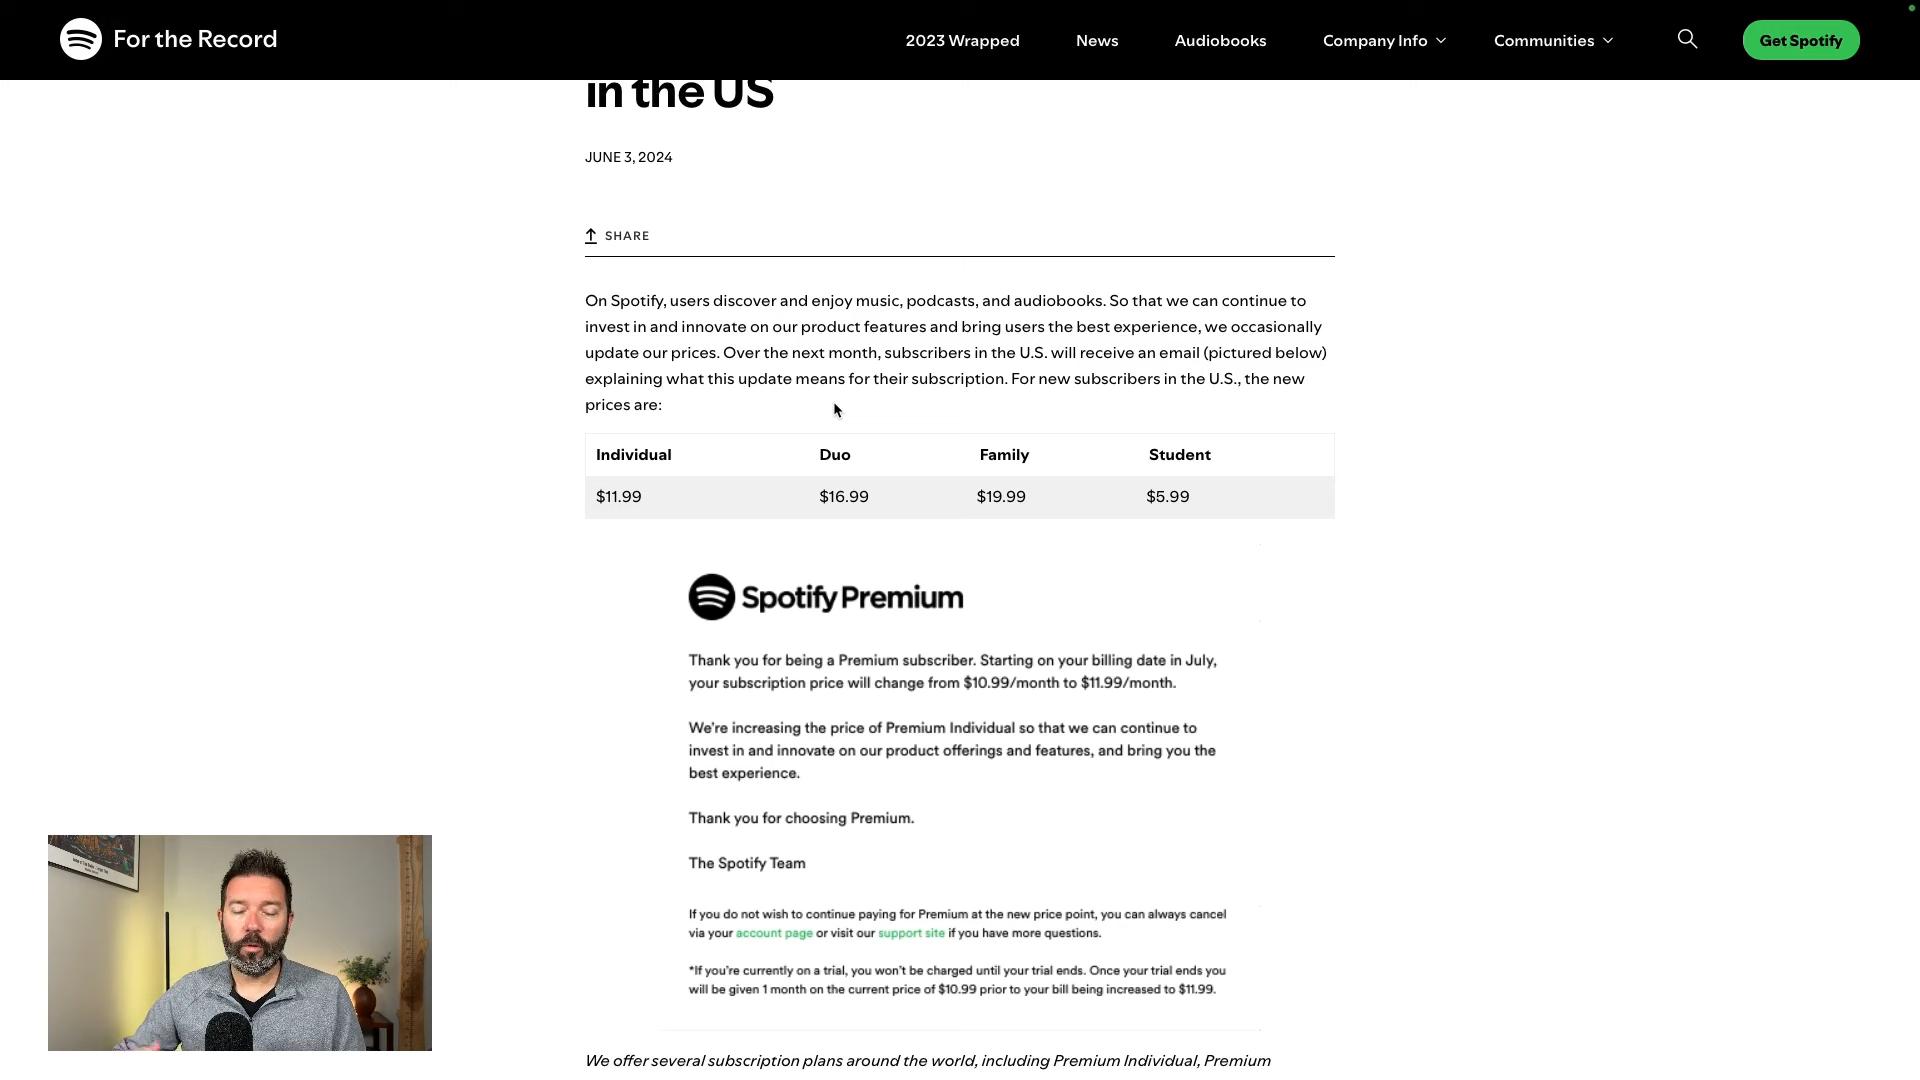 For the Record
2023 Wrapped
News
Audiobooks
Company Info
Communities
Get Spotify
in the US
JUNE 3, 2024
SHARE
On Spotify, users discover and enjoy music, podcasts, and audiobooks. So that we can continue to
invest in and innovate on our product features and bring users the best experience, we occasionally
update our prices. Over the next month, subscribers in the U.S. will receive an email (pictured below)
explaining what this update means for their subscription. For new subscribers in the U.S., the new
prices are:
Individual Duo Family Student
$11.99 $16.99 $19.99 $5.99
Spotify Premium
Thank you for being a Premium subscriber. Starting on your billing date in July,
your subscription price will change from $10.99/month to $11.99/month.
We're increasing the price of Premium Individual so that we can continue to
invest in and innovate on our product offerings and features, and bring you the
best experience.
Thank you for choosing Premium.
The Spotify Team
If you do not wish to continue paying for Premium at the new price point, you can always cancel
via your account page or visit our support site if you have more questions.
*If you're currently on a trial, you won't be charged until your trial ends. Once your trial ends you
will be given 1 month on the current price of $10.99 prior to your bill being increased to $11.99.
We offer several subscription plans around the world, including Premium Individual, Premium